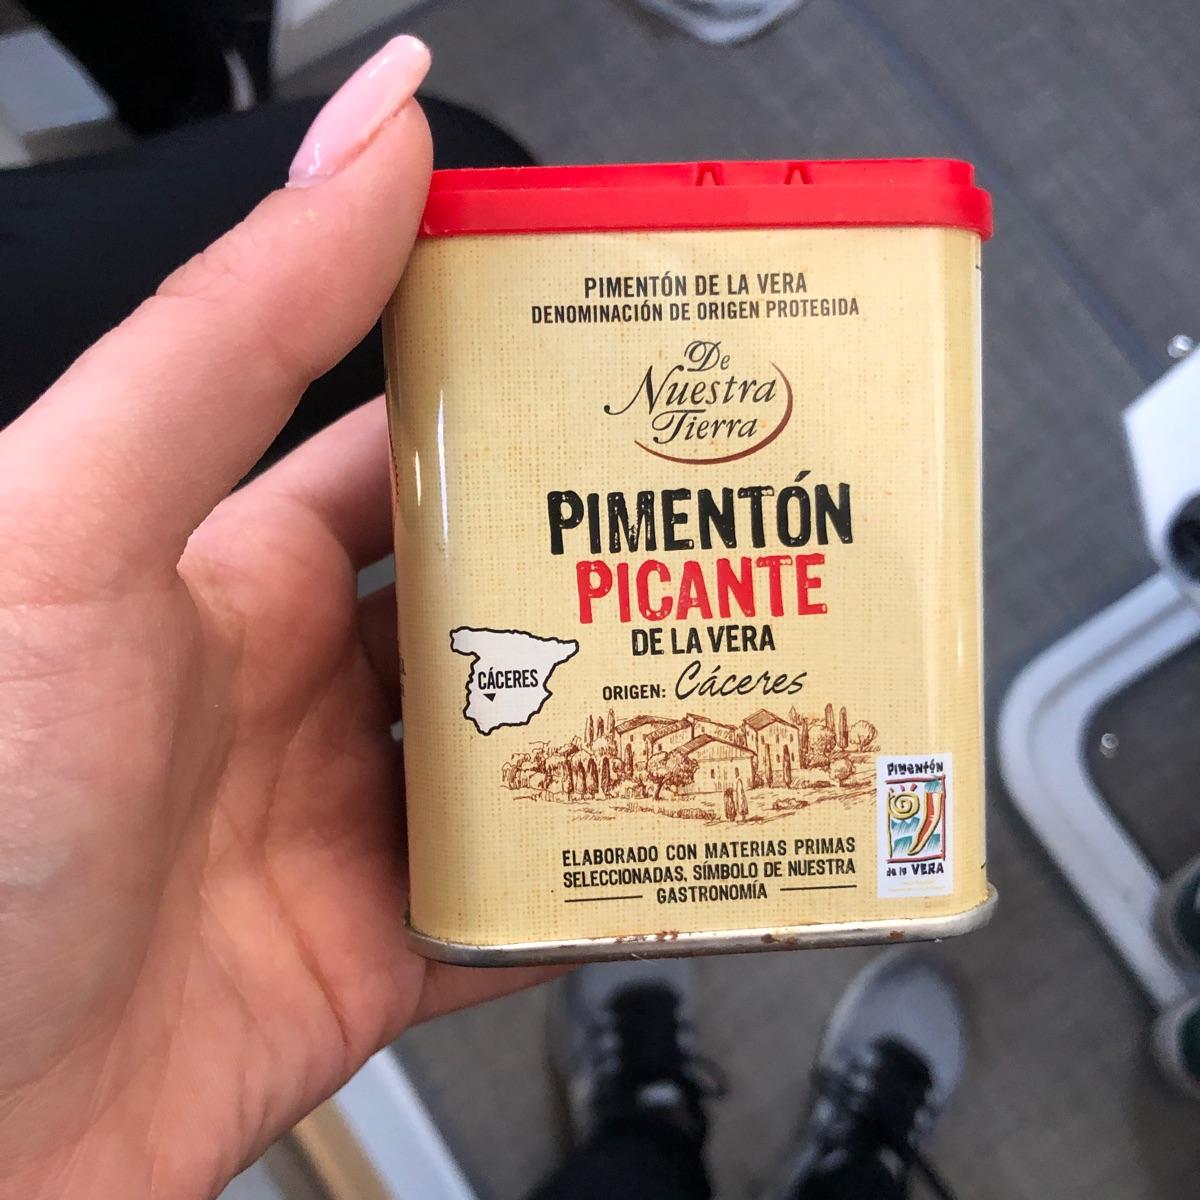 PIMENTÓN DE LA VERA
DENOMINACIÓN DE ORIGEN PROTEGIDA
De
Nuestra
Tierra
PIMENTÓN
PICANTE
DE LA VERA
CÁCERES
ORIGEN: Cáceres
PIMENTÓN
de la VERA
ELABORADO CON MATERIAS PRIMAS
SELECCIONADAS, SÍMBOLO DE NUESTRA
GASTRONOMÍA